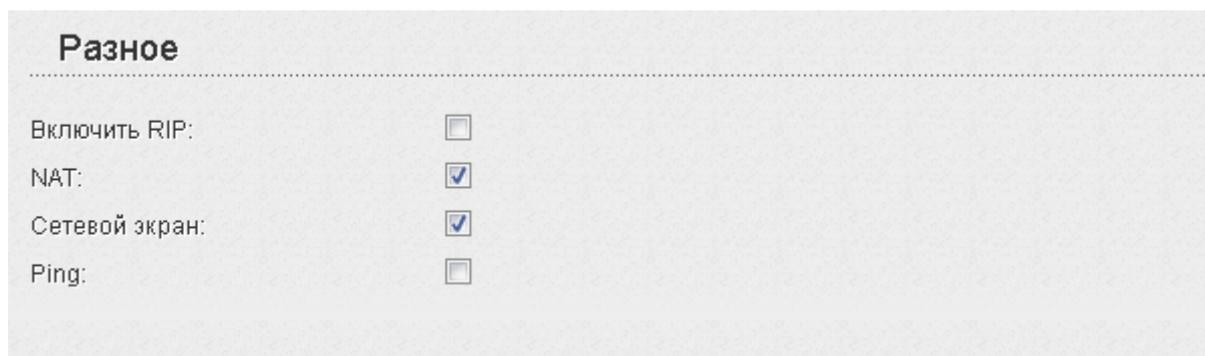 Разное
Включить RIP:
NAT:
Сетевой экран:
Ping: